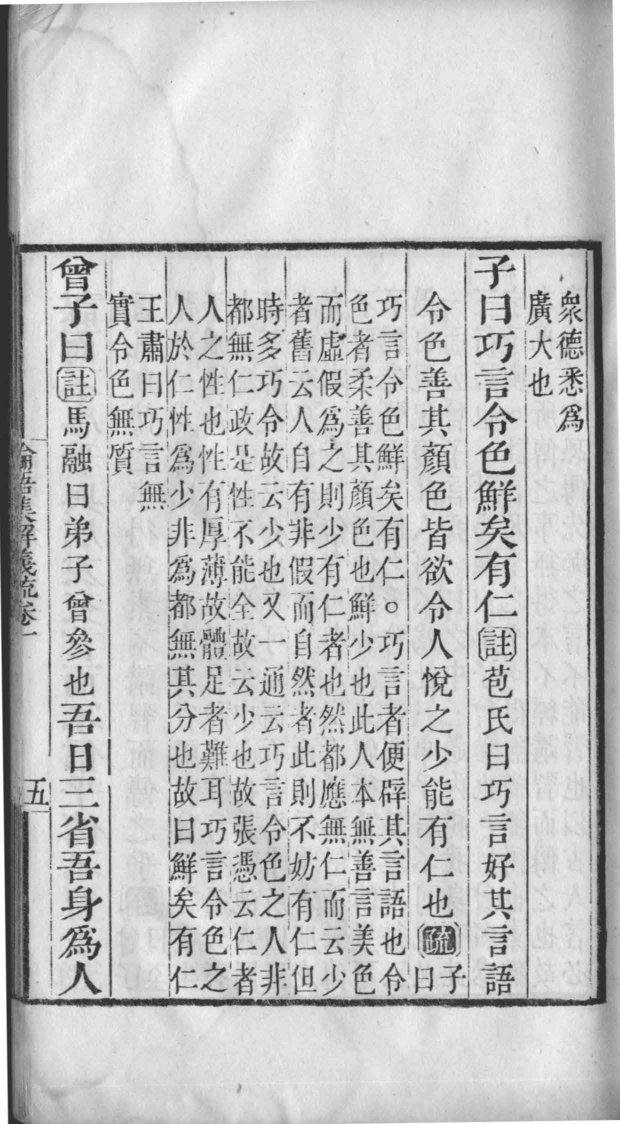 衆德悉爲
廣大也
子曰巧言令色鮮矣有仁註苞氏曰巧言好其言語
令色善其顏色皆欲令人悅之少能有仁也疏子曰
巧言令色鮮矣有仁○巧言者便辟其言語也令
色者柔善其顏色也鮮少也此人本無善言美色
而虛假爲之則少有仁者也然都應無仁而云少
者舊云人自有非假而自然者此則不妨有仁但
時多巧令故云少也又一通云巧言令色之人非
都無仁政是性不能全故云少也故張憑云仁者
人之性也性有厚薄故體足者難耳巧言令色之
人於仁性爲少非爲都無其分也故曰鮮矣有仁
王肅曰巧言無
實令色無質
曾子曰註馬融曰弟子曾參也吾日三省吾身爲人
論語集解義疏卷一
五